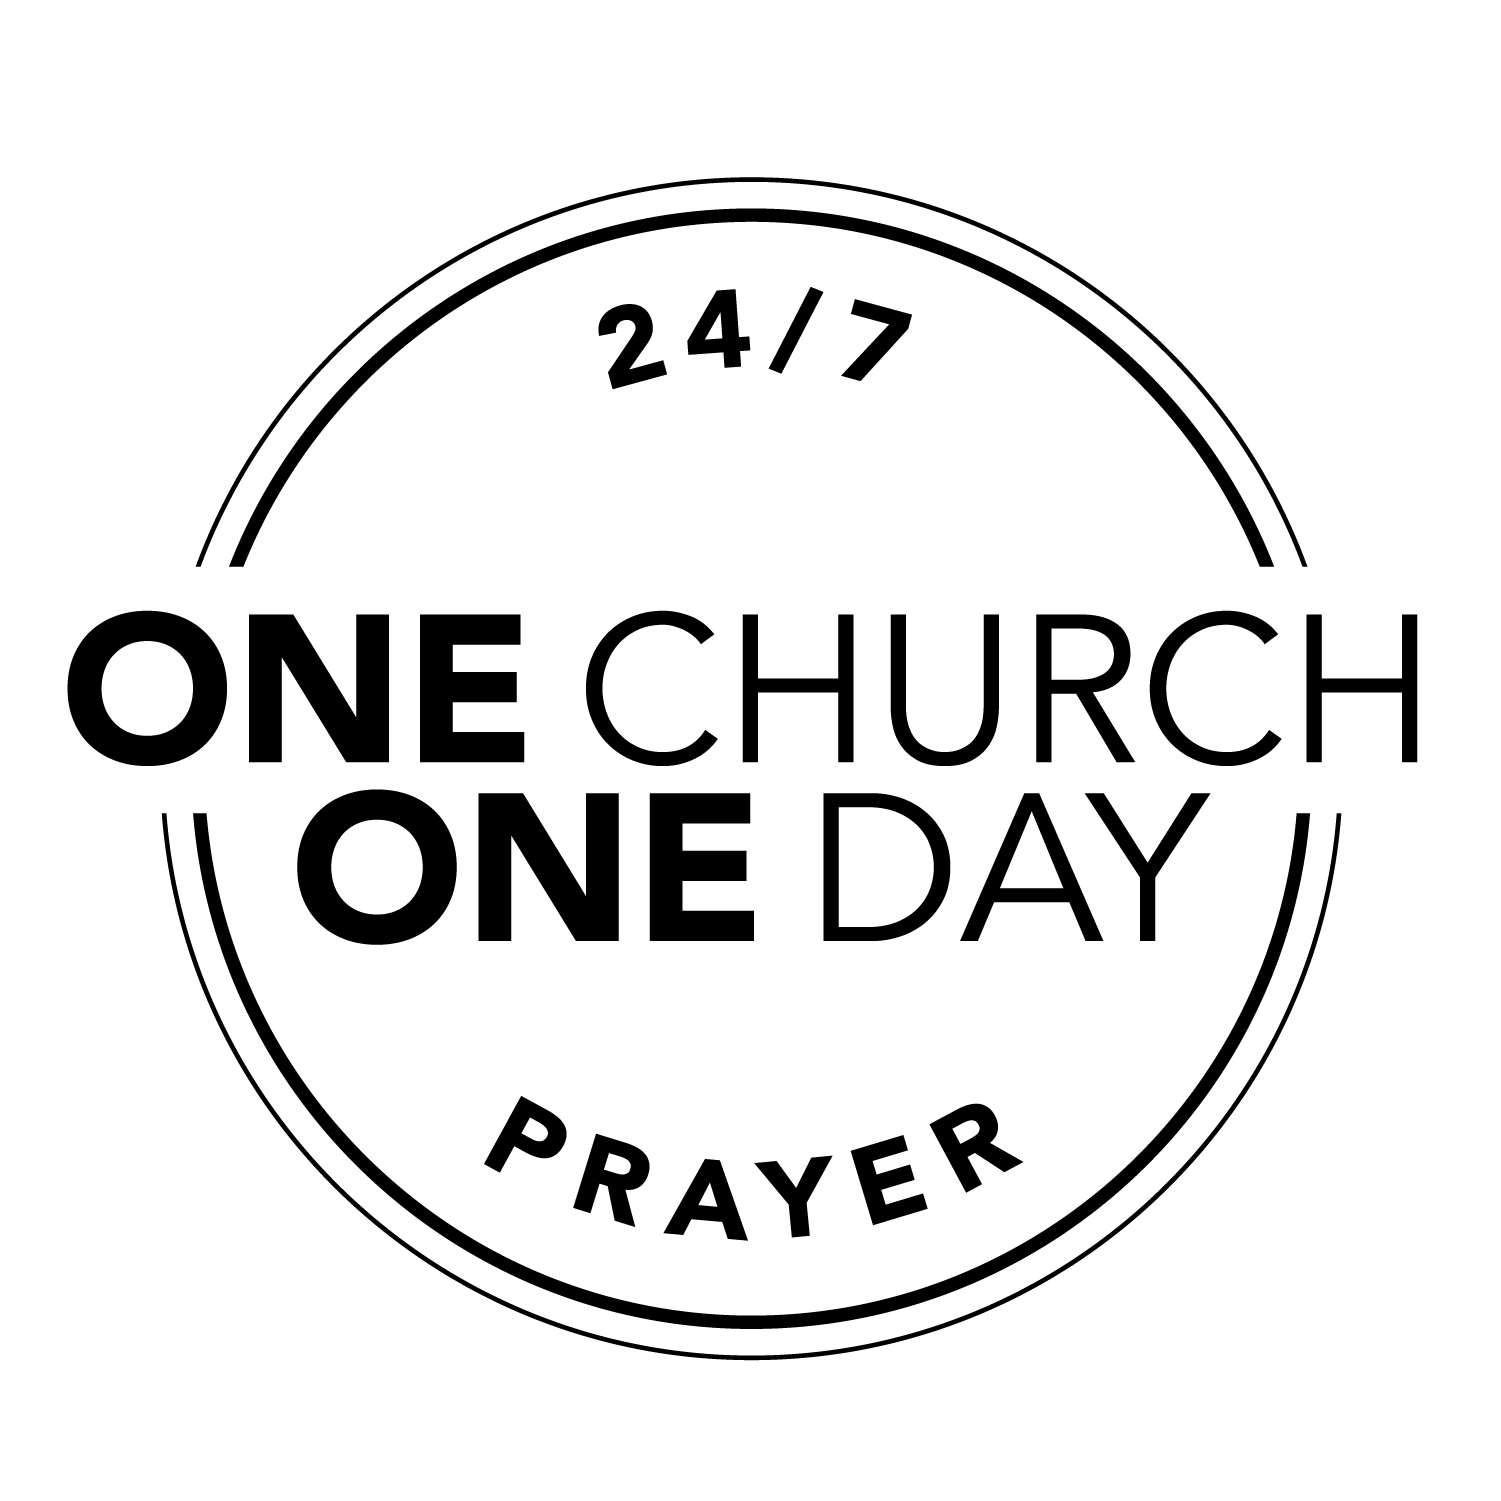 24/7
ONE CHURCH
ONE DAY
PRAYER